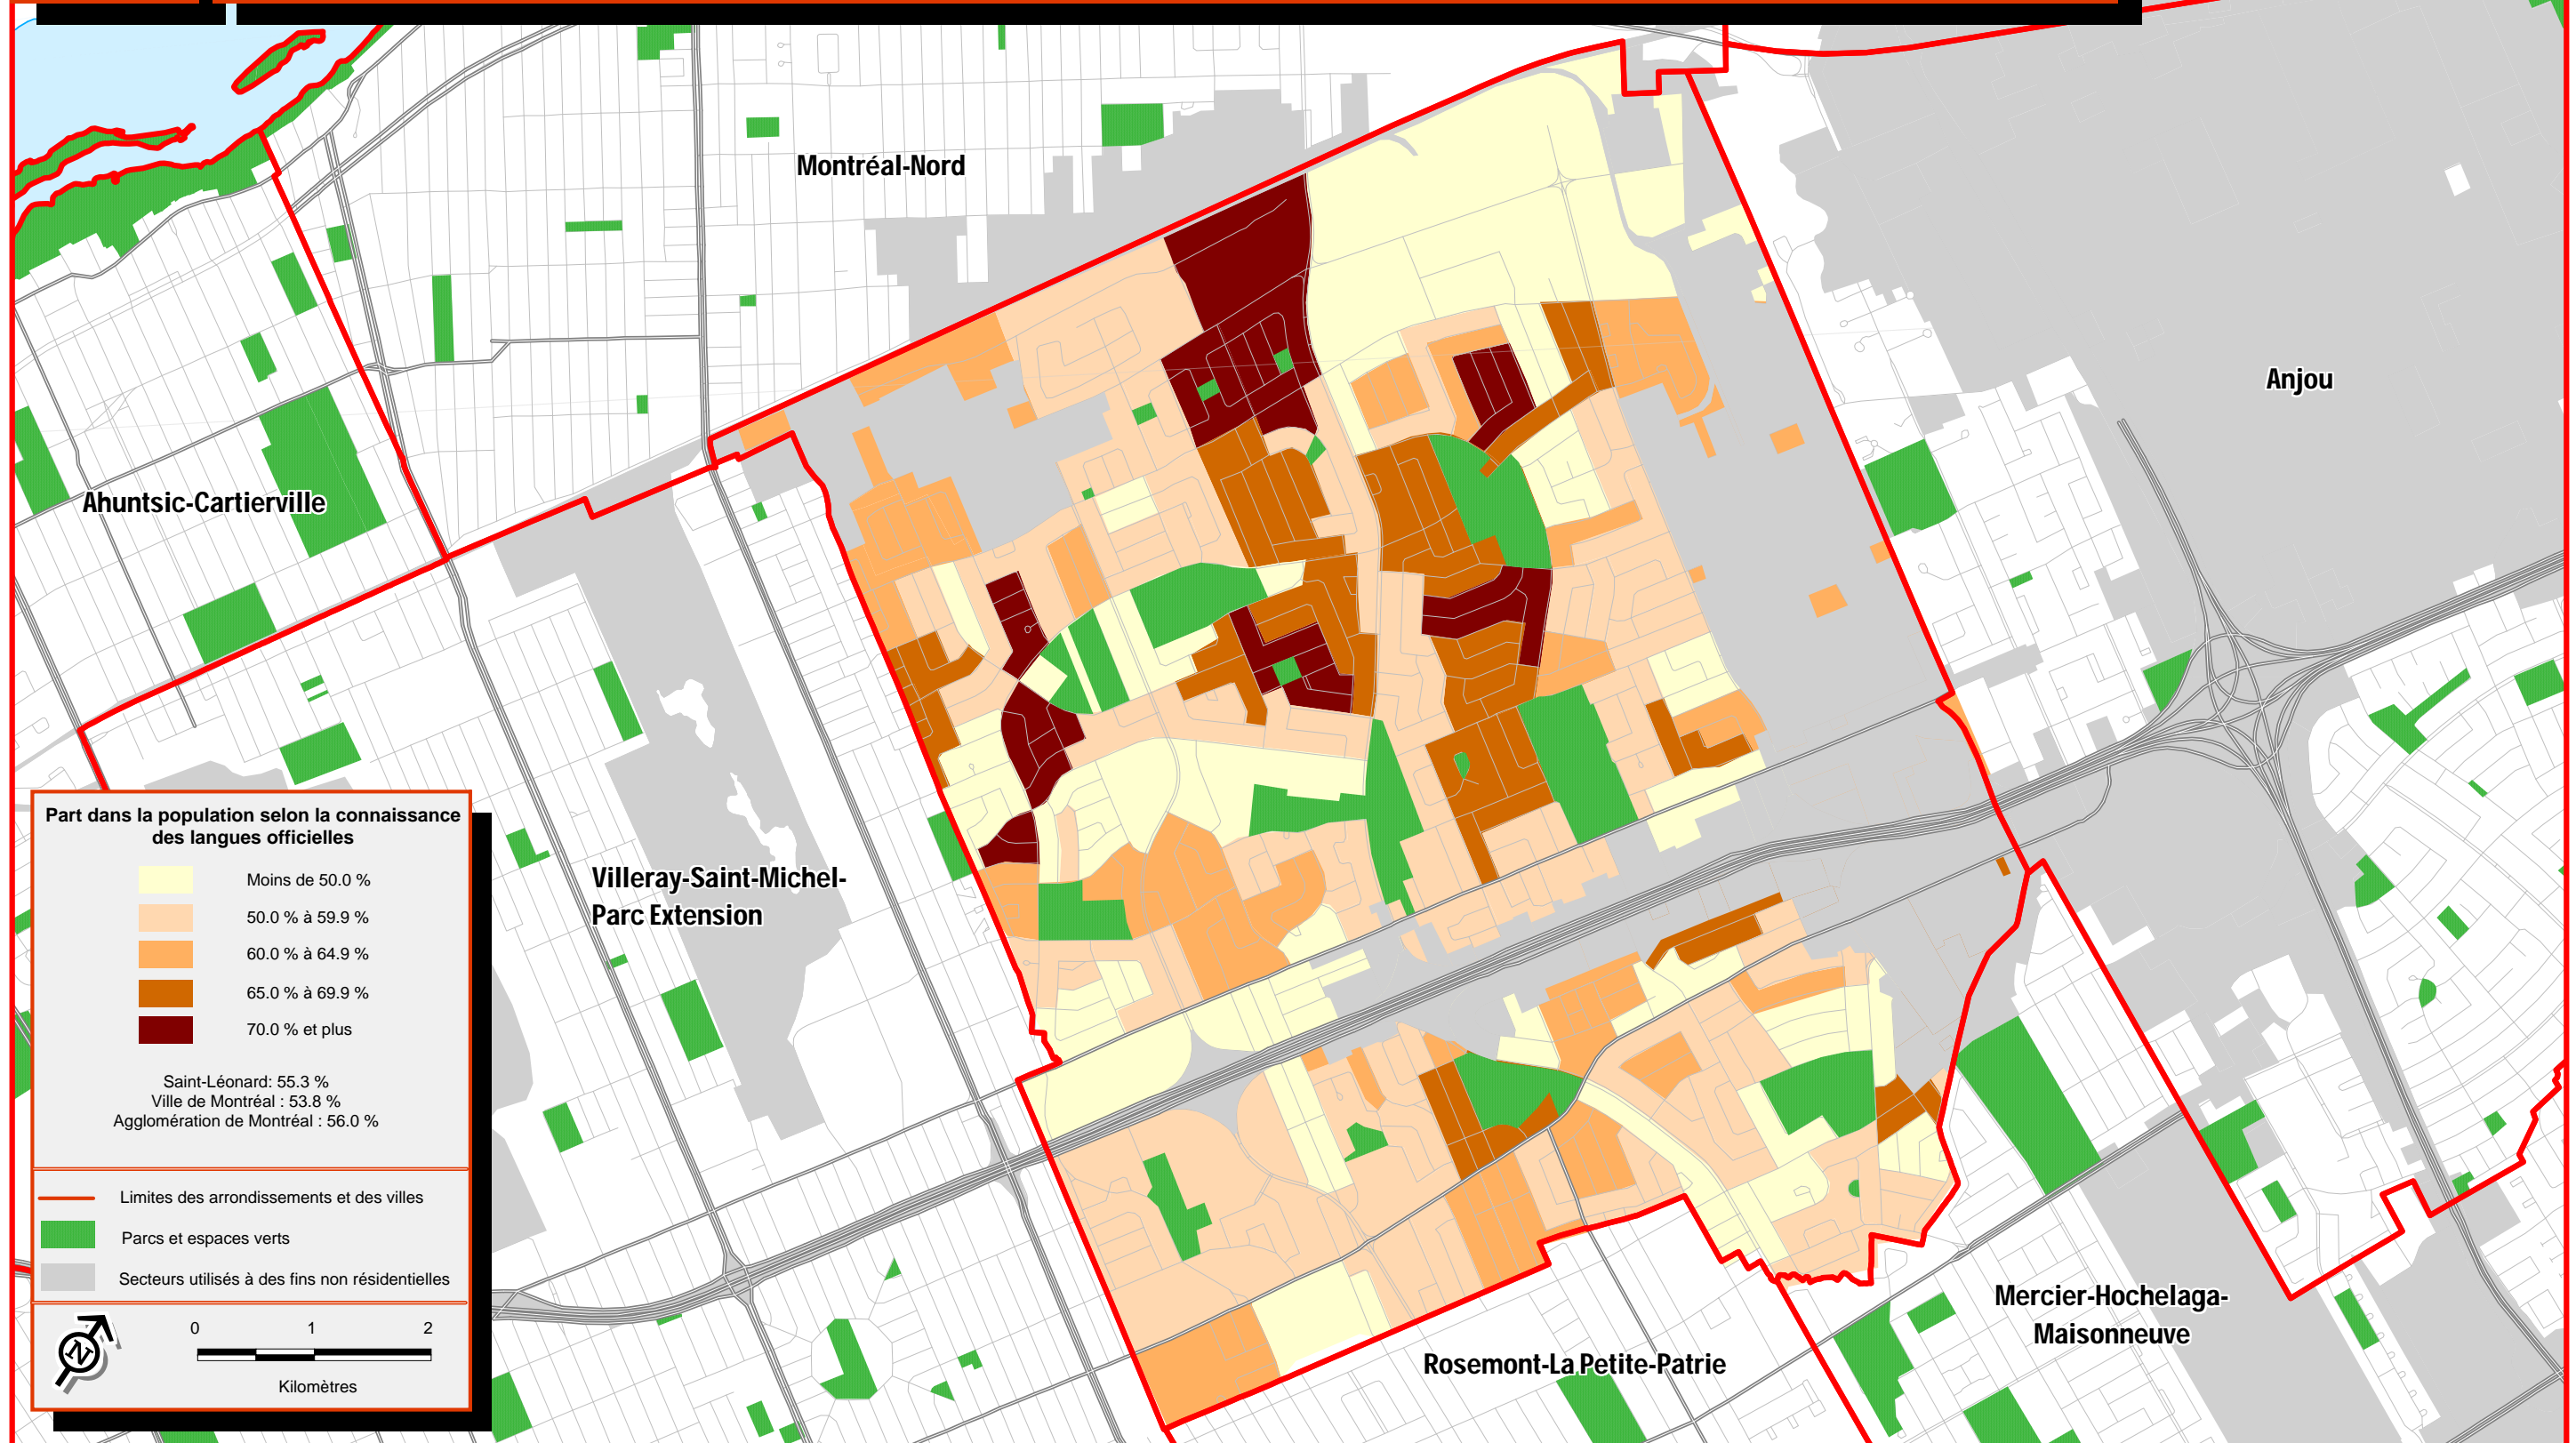 Montréal-Nord
Anjou
Ahuntsic-Cartierville
Villeray-Saint-Michel-
Parc Extension
Mercier-Hochelaga-
Maisonneuve
Rosemont-La Petite-Patrie
Part dans la population selon la connaissance
des langues officielles
Moins de 50.0 %
50.0 % à 59.9 %
60.0 % à 64.9 %
65.0 % à 69.9 %
70.0 % et plus
Saint-Léonard: 55.3 %
Ville de Montréal : 53.8 %
Agglomération de Montréal : 56.0 %
Limites des arrondissements et des villes
Parcs et espaces verts
Secteurs utilisés à des fins non résidentielles
N
0 1 2
Kilomètres